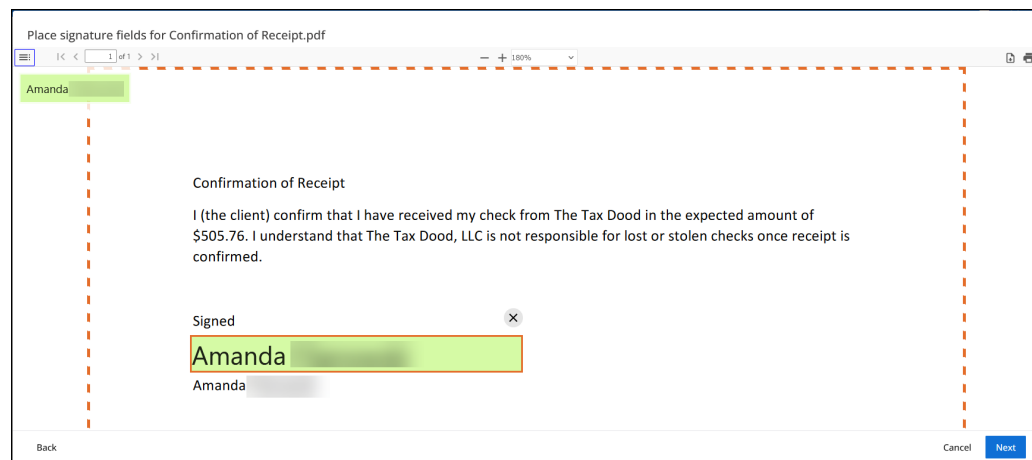 Place signature fields for Confirmation of Receipt.pdf
1 of 1
180%
Amanda
Confirmation of Receipt
I (the client) confirm that I have received my check from The Tax Dood in the expected amount of
$505.76. I understand that The Tax Dood, LLC is not responsible for lost or stolen checks once receipt is
confirmed.
Signed
Amanda
Amanda
Back
Cancel
Next